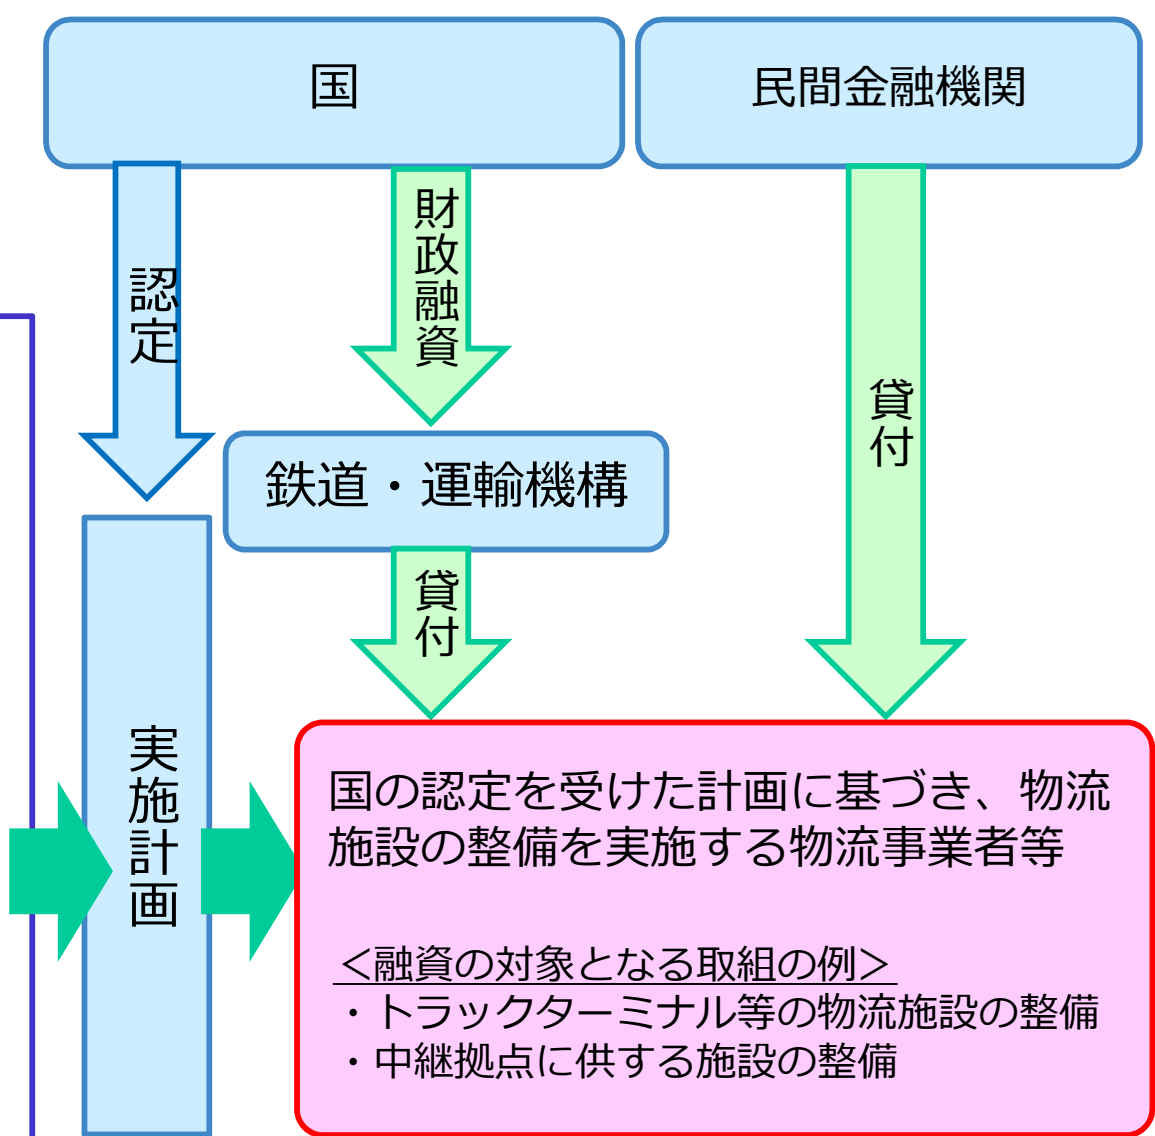 国
民間金融機関
認定
財政融資
貸付
鉄道・運輸機構
貸付
実施計画
国の認定を受けた計画に基づき、物流
施設の整備を実施する物流事業者等
＜融資の対象となる取組の例＞
・トラックターミナル等の物流施設の整備
・中継拠点に供する施設の整備